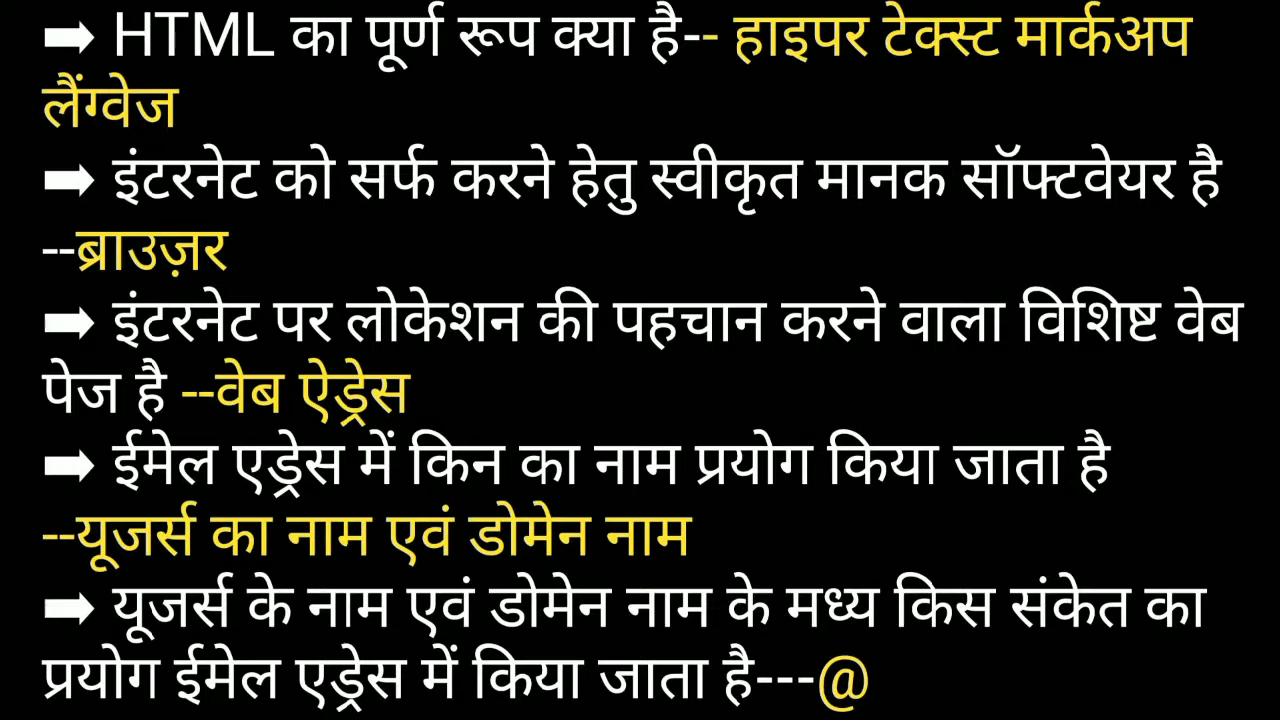 ➡ HTML का पूर्ण रूप क्या है-- हाइपर टेक्स्ट मार्कअप
लैंग्वेज
➡ इंटरनेट को सर्फ करने हेतु स्वीकृत मानक सॉफ्टवेयर है
--ब्राउज़र
➡ इंटरनेट पर लोकेशन की पहचान करने वाला विशिष्ट वेब
पेज है --वेब ऐड्रेस
➡ ईमेल एड्रेस में किन का नाम प्रयोग किया जाता है
--यूजर्स का नाम एवं डोमेन नाम
➡ यूजर्स के नाम एवं डोमेन नाम के मध्य किस संकेत का
प्रयोग ईमेल एड्रेस में किया जाता है---@